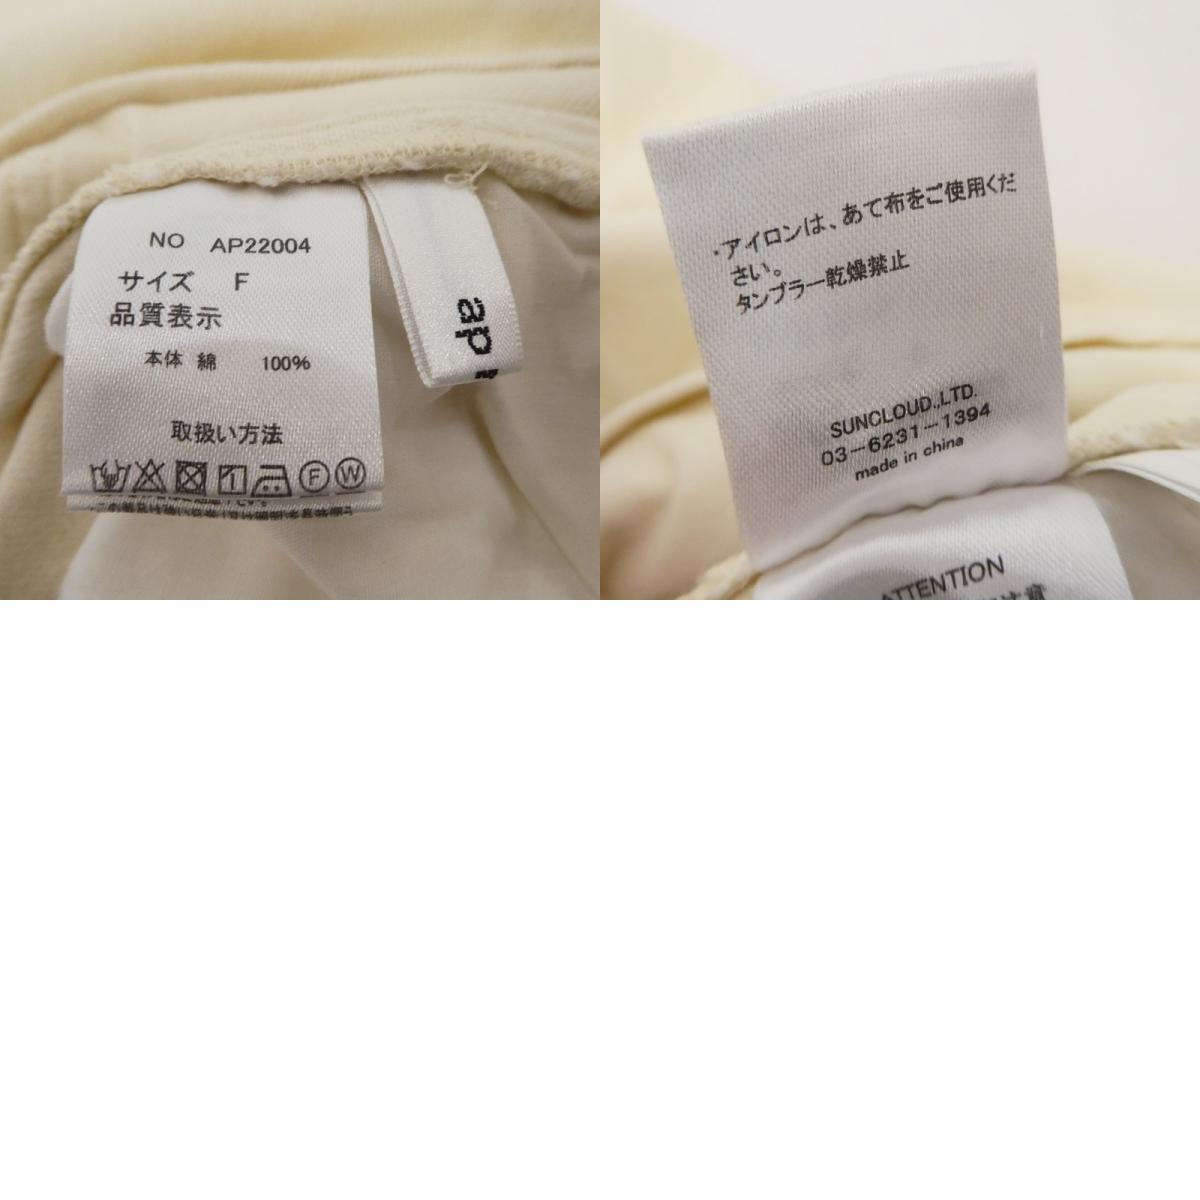 NO AP22004
サイズ F
品質表示
本体 綿 100%
取扱い方法
F W
ap
・アイロンは、あて布をご使用くだ
さい。
タンブラー乾燥禁止
SUNCLOUD.,LTD.
03-6231-1394
made in china
ATTENTION